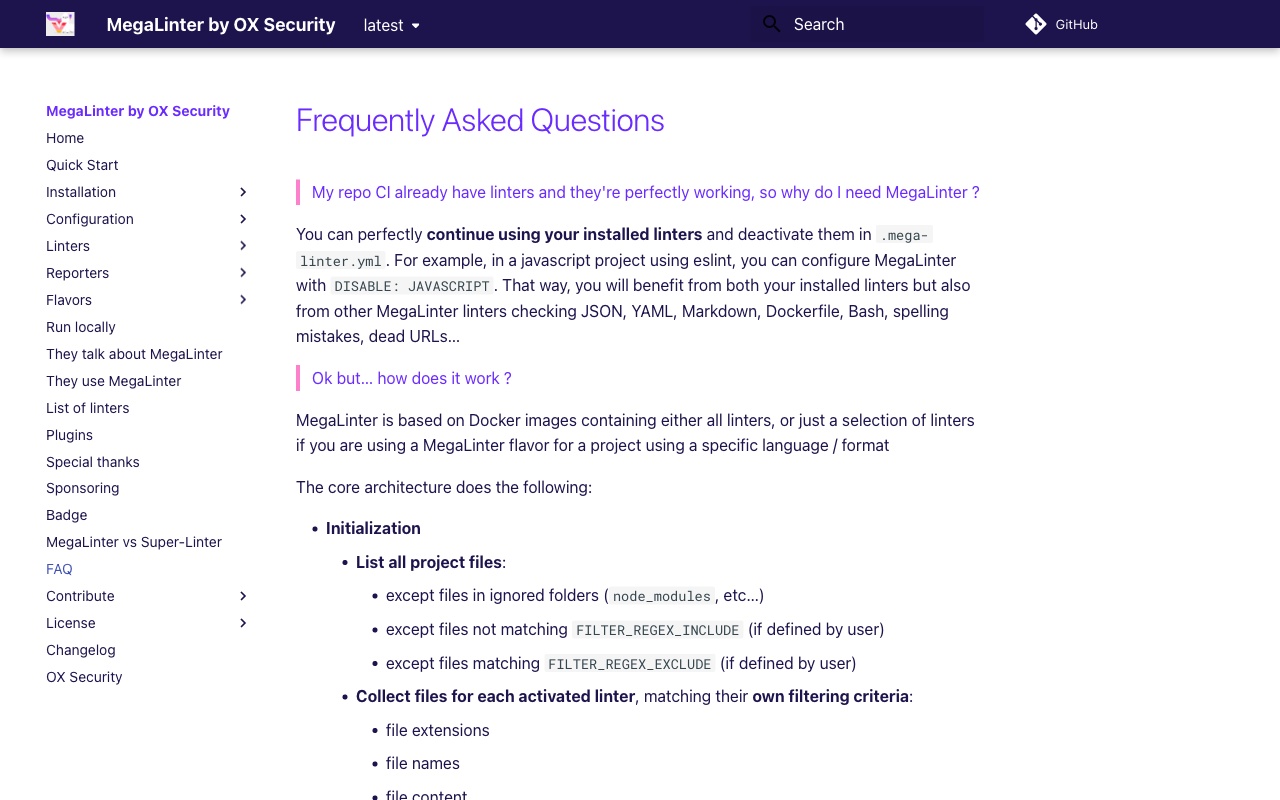 MegaLinter by OX Security
latest
Search
GitHub
MegaLinter by OX Security
Home
Quick Start
Installation
Configuration
Linters
Reporters
Flavors
Run locally
They talk about MegaLinter
They use MegaLinter
List of linters
Plugins
Special thanks
Sponsoring
Badge
MegaLinter vs Super-Linter
FAQ
Contribute
License
Changelog
OX Security
Frequently Asked Questions
My repo CI already have linters and they're perfectly working, so why do I need MegaLinter ?
You can perfectly continue using your installed linters and deactivate them in .mega-
linter.yml. For example, in a javascript project using eslint, you can configure MegaLinter
with DISABLE: JAVASCRIPT. That way, you will benefit from both your installed linters but also
from other MegaLinter linters checking JSON, YAML, Markdown, Dockerfile, Bash, spelling
mistakes, dead URLs...
Ok but... how does it work ?
MegaLinter is based on Docker images containing either all linters, or just a selection of linters
if you are using a MegaLinter flavor for a project using a specific language / format
The core architecture does the following:
• Initialization
• List all project files:
• except files in ignored folders (node_modules, etc...)
• except files not matching FILTER_REGEX_INCLUDE (if defined by user)
• except files matching FILTER_REGEX_EXCLUDE (if defined by user)
• Collect files for each activated linter, matching their own filtering criteria:
• file extensions
• file names
• file content